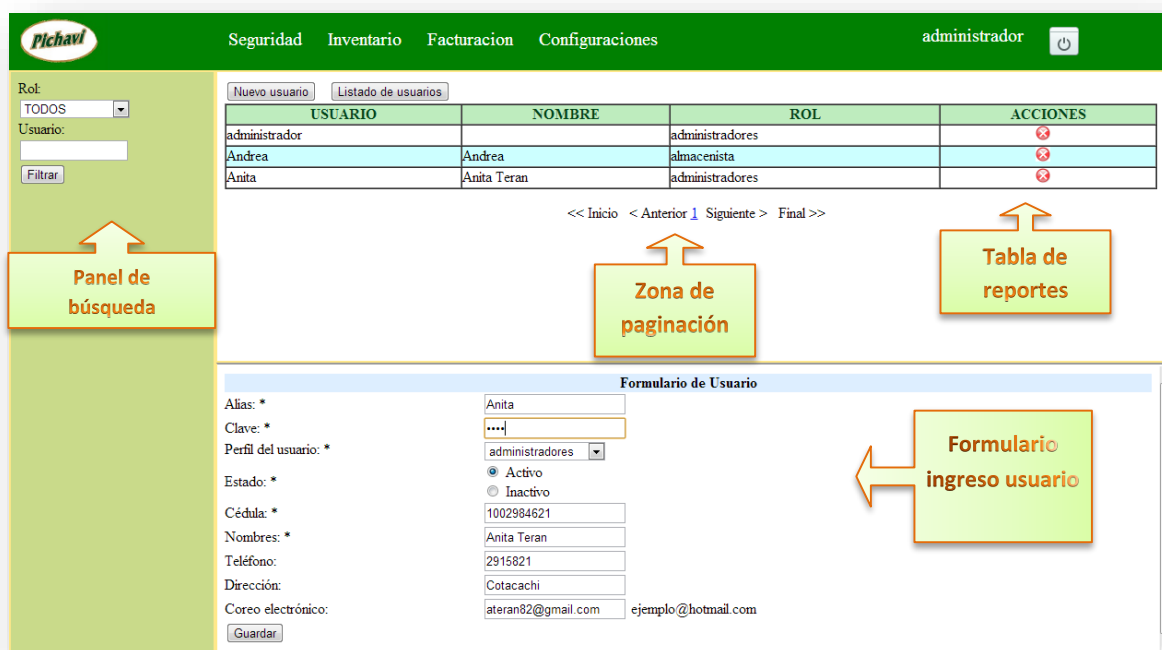 Pichavi
Seguridad Inventario Facturacion Configuraciones administrador
Rol:
TODOS
Usuario:
Filtrar
Panel de
búsqueda
Nuevo usuario Listado de usuarios
USUARIO NOMBRE ROL ACCIONES
administrador administradores
Andrea Andrea almacenista
Anita Anita Teran administradores
<< Inicio < Anterior 1 Siguiente > Final >>
Zona de
paginación
Tabla de
reportes
Formulario de Usuario
Alias: * Anita
Clave: * ••••
Perfil del usuario: * administradores
Estado: * Activo
Inactivo
Cédula: * 1002984621
Nombres: * Anita Teran
Teléfono: 2915821
Dirección: Cotacachi
Coreo electrónico: ateran82@gmail.com ejemplo@hotmail.com
Guardar
Formulario
ingreso usuario